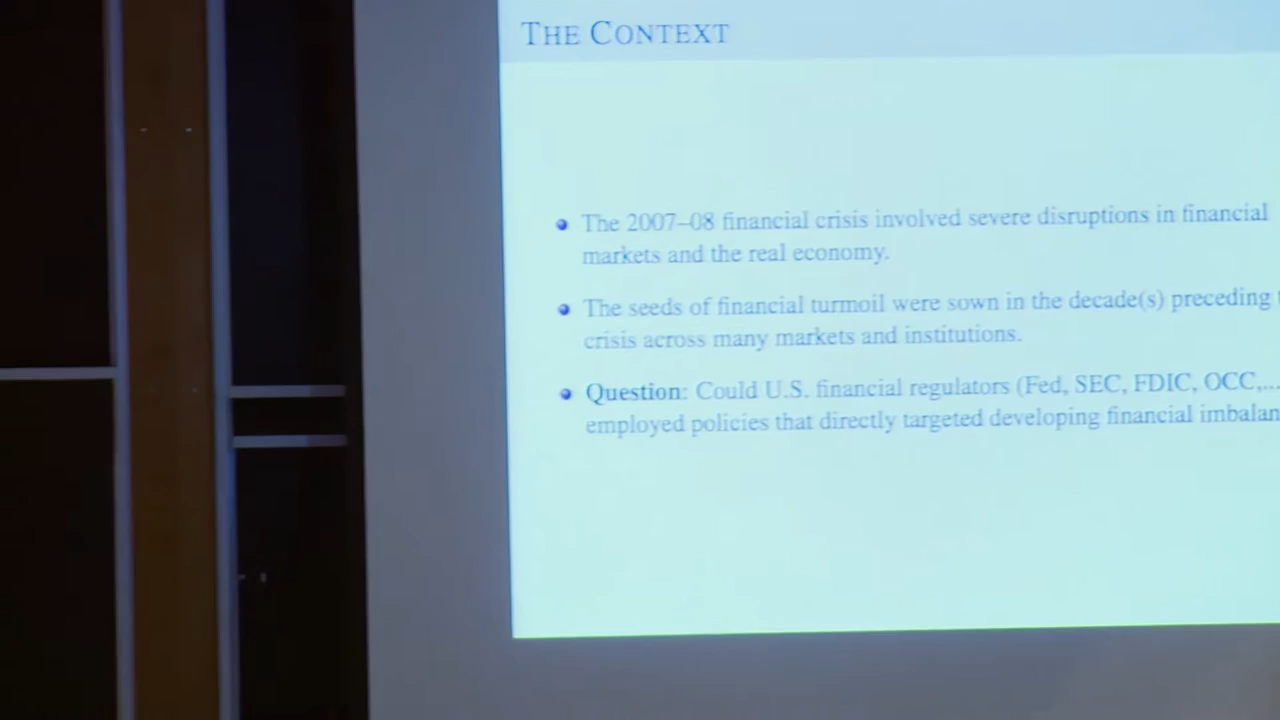 THE CONTEXT
The 2007–08 financial crisis involved severe disruptions in financial
markets and the real economy.
The seeds of financial turmoil were sown in the decade(s) preceding
crisis across many markets and institutions.
Question: Could U.S. financial regulators (Fed, SEC, FDIC, OCC,...
employed policies that directly targeted developing financial imbalan